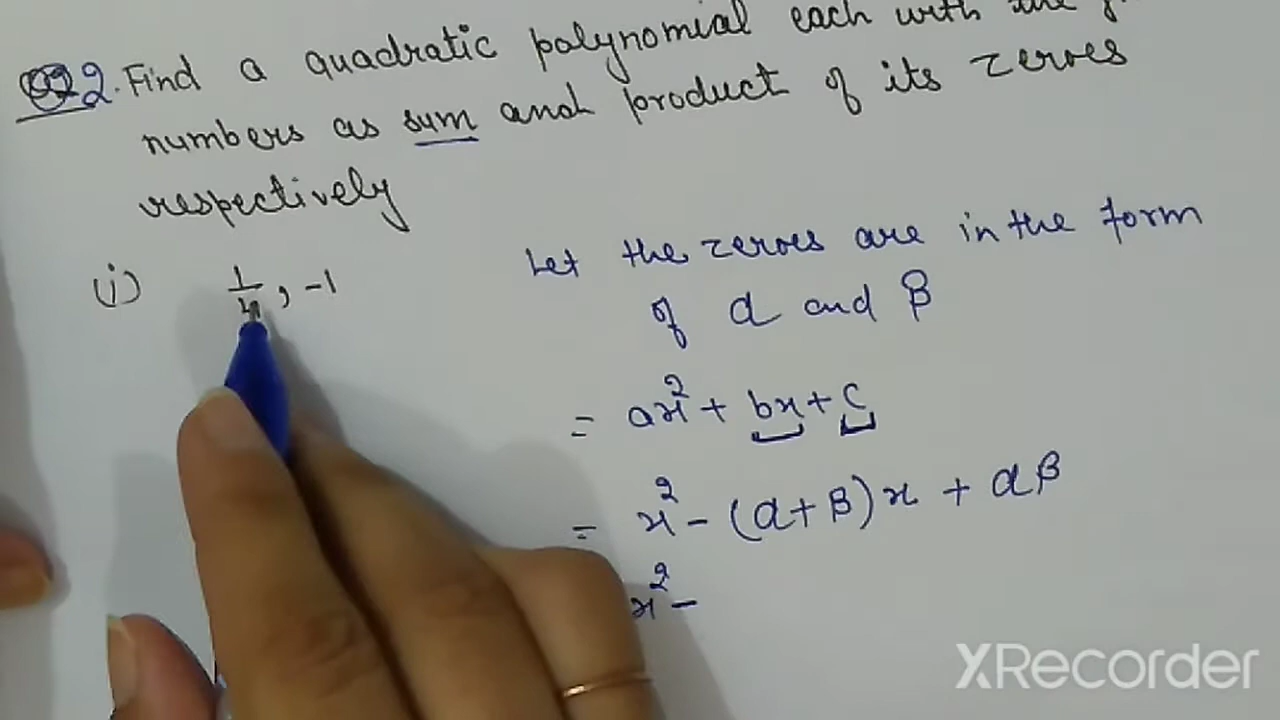 2. Find a quadratic polynomial each with the
numbers as sum and product of its zeroes
respectively
(i) 1/4, -1
Let the zeroes are in the form
of α and β
= ax² + bx + c
= x² - (α + β)x + αβ
x² -
XRecorder